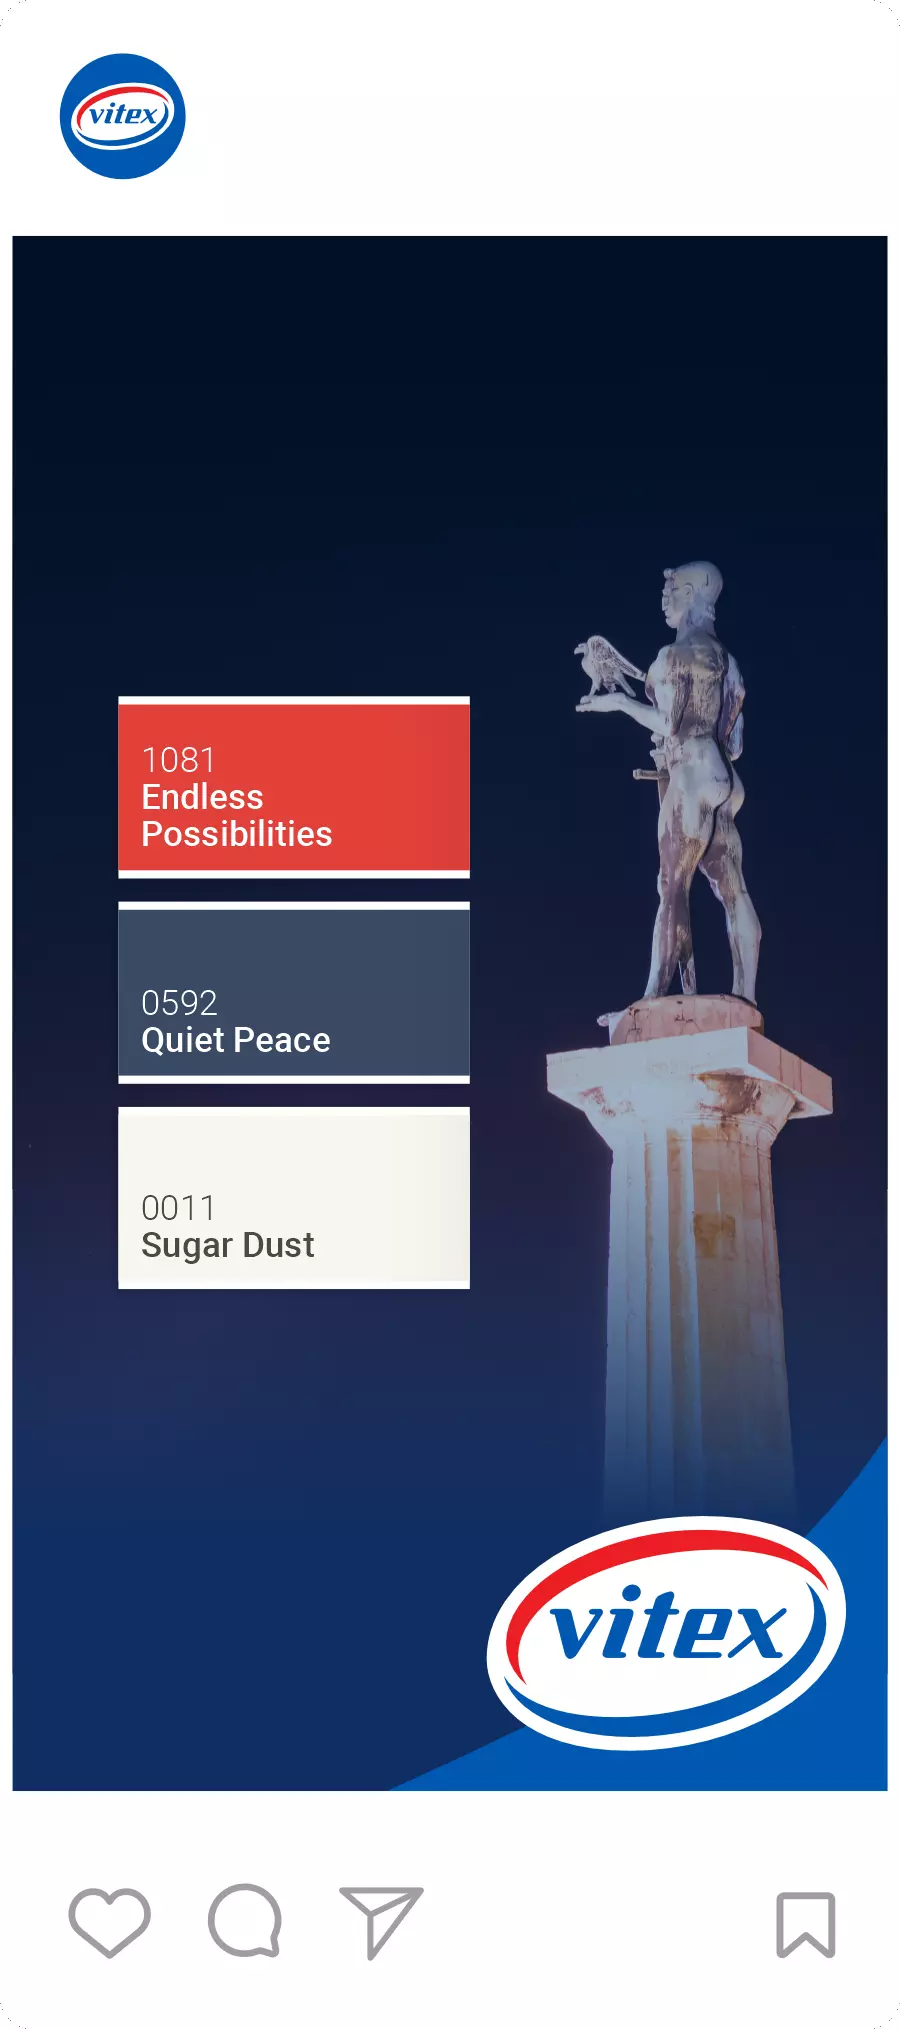 vitex
1081
Endless
Possibilities
0592
Quiet Peace
0011
Sugar Dust
vitex